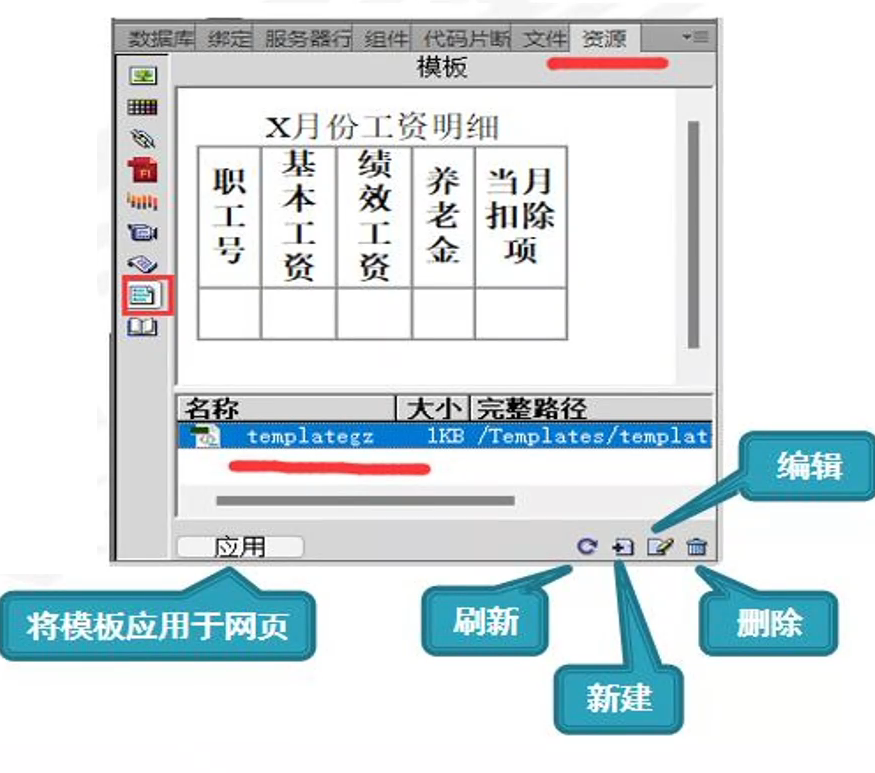 数据库 绑定 服务器行 组件 代码片断 文件 资源
模板
X月份工资明细
职工号 基本工资 绩效工资 养老金 当月扣除项
名称 大小 完整路径
templategz 1KB /Templates/templat
应用
编辑
将模板应用于网页
刷新
删除
新建